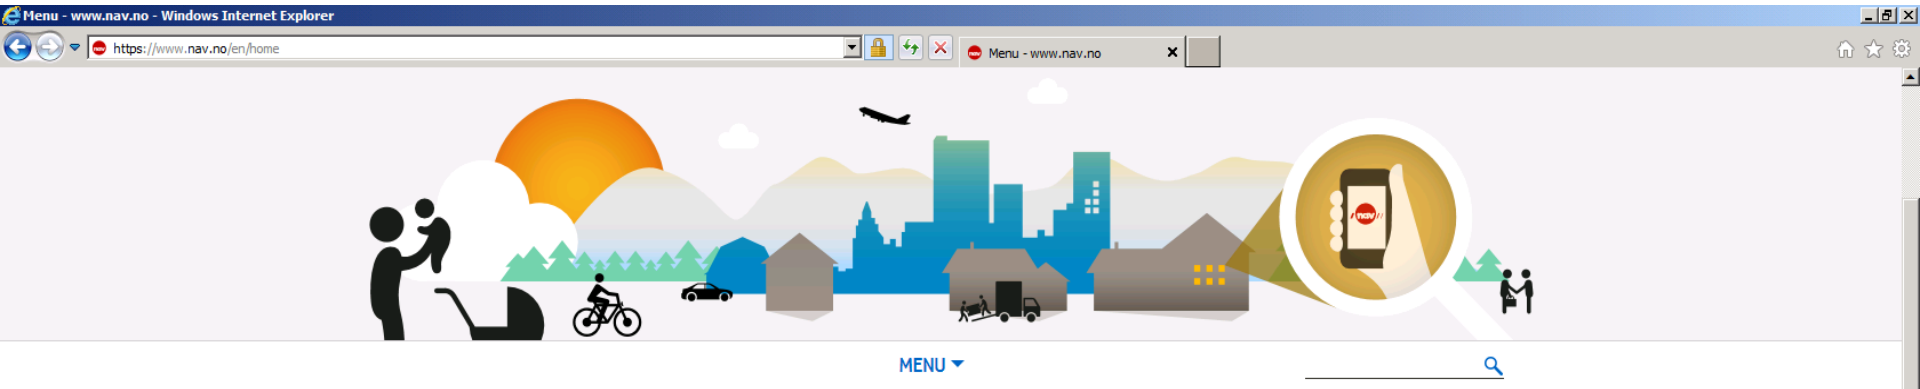 Menu - www.nav.no - Windows Internet Explorer
https://www.nav.no/en/home
Menu - www.nav.no
nav
MENU